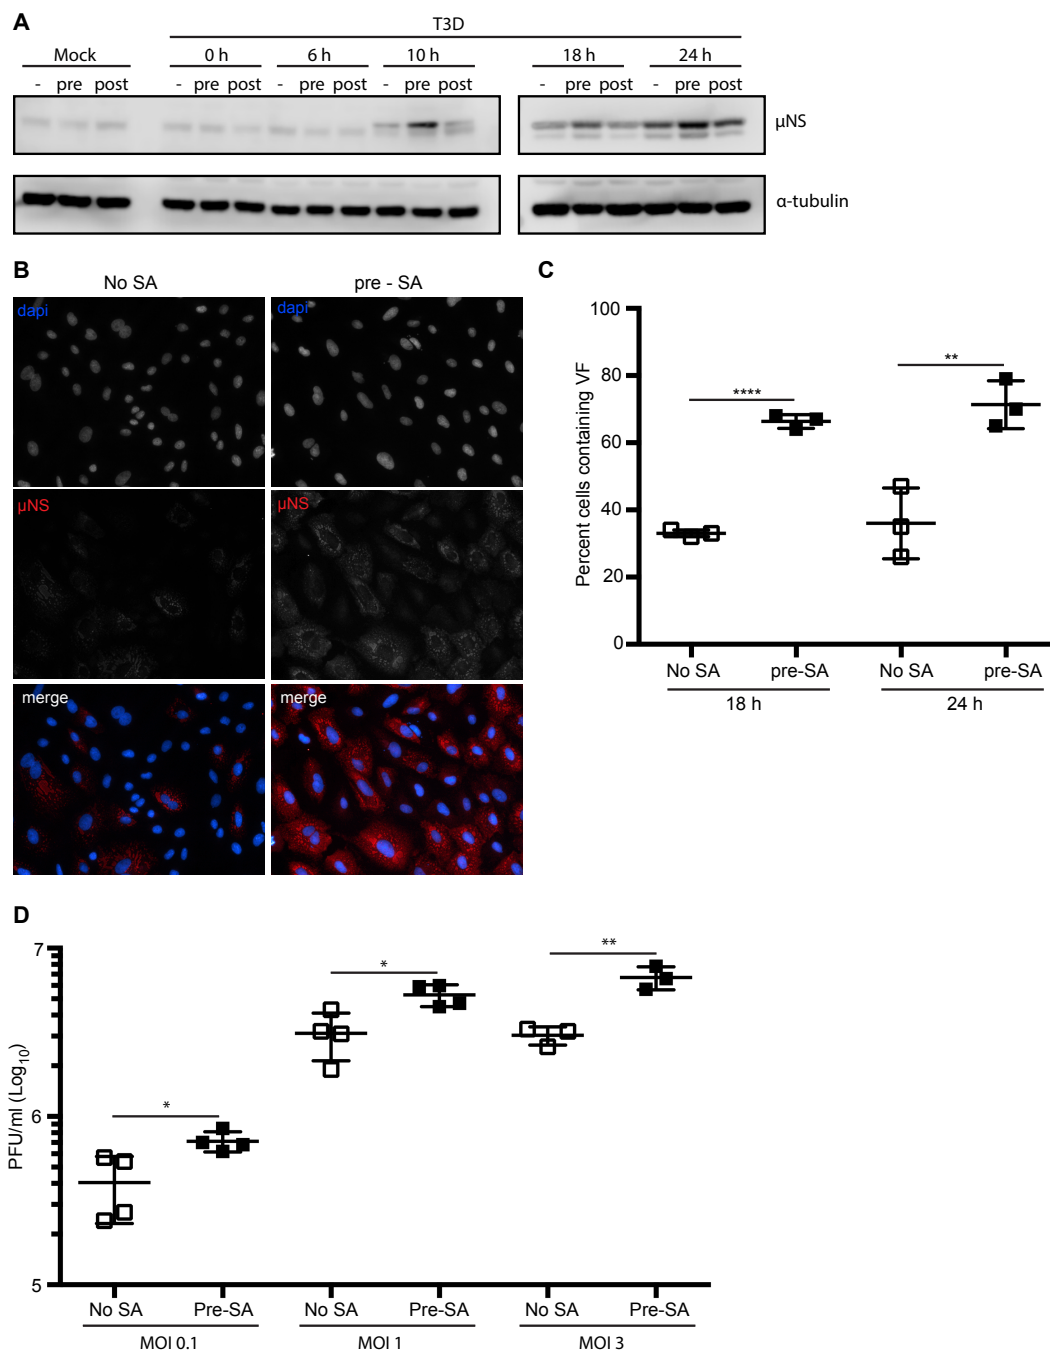 A
T3D
Mock 0 h 6 h 10 h 18 h 24 h
- pre post - pre post - pre post - pre post - pre post - pre post
μNS
α-tubulin
B
No SA pre - SA
dapi dapi
μNS μNS
merge merge
C
Percent cells containing VF
100
80
60
40
20
0
**** **
No SA pre-SA No SA pre-SA
18 h 24 h
D
PFU/ml (Log10)
7
6
5
* * **
No SA Pre-SA No SA Pre-SA No SA Pre-SA
MOI 0.1 MOI 1 MOI 3